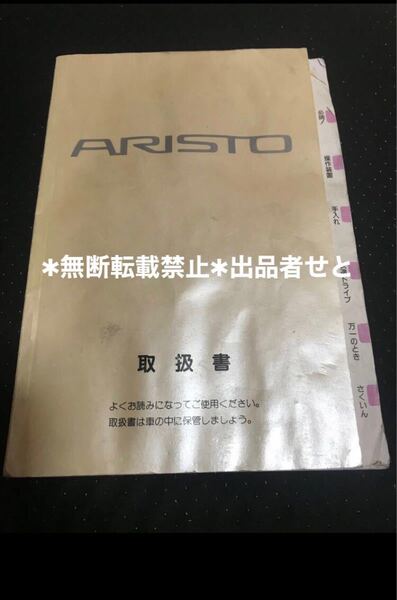 ARISTO
*無断転載禁止*出品者せと
取扱書
よくお読みになってご使用ください。
取扱書は車の中に保管しましょう。
必読!
操作装置
手入れ
ドライブ
万一のとき
さくいん